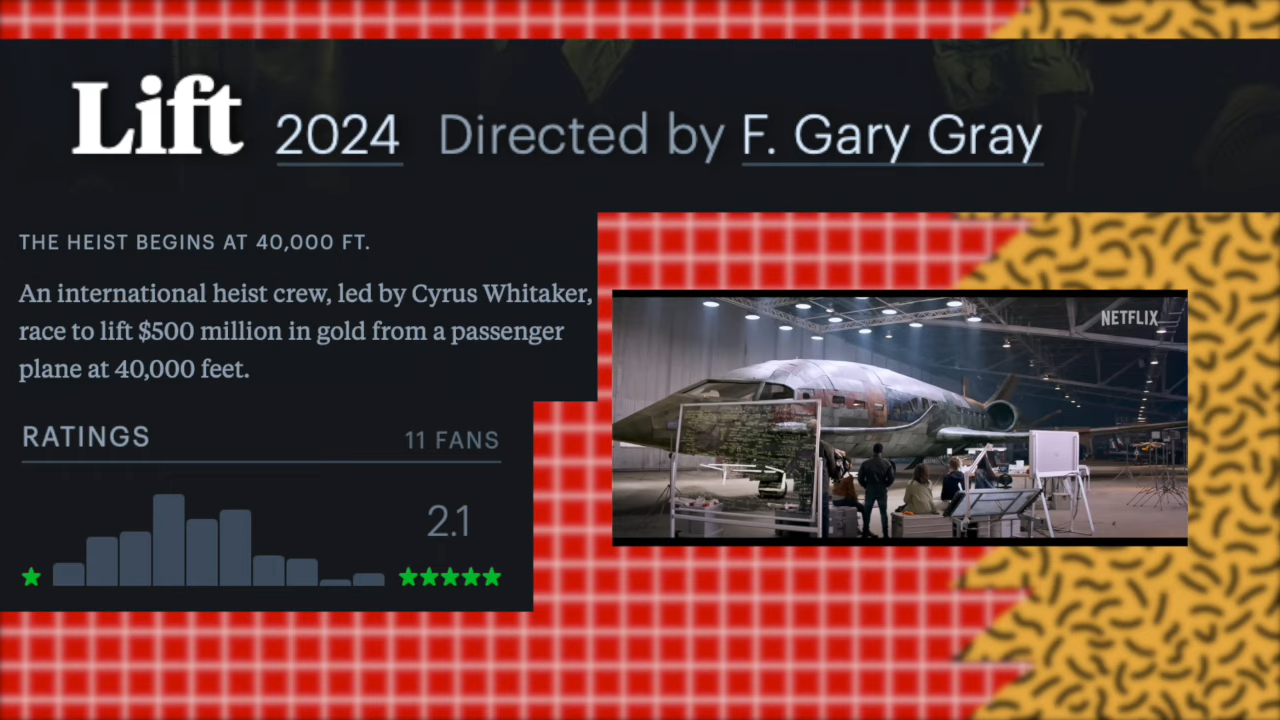 Lift 2024 Directed by F. Gary Gray
THE HEIST BEGINS AT 40,000 FT.
An international heist crew, led by Cyrus Whitaker,
race to lift $500 million in gold from a passenger
plane at 40,000 feet.
RATINGS 11 FANS
2.1
NETFLIX